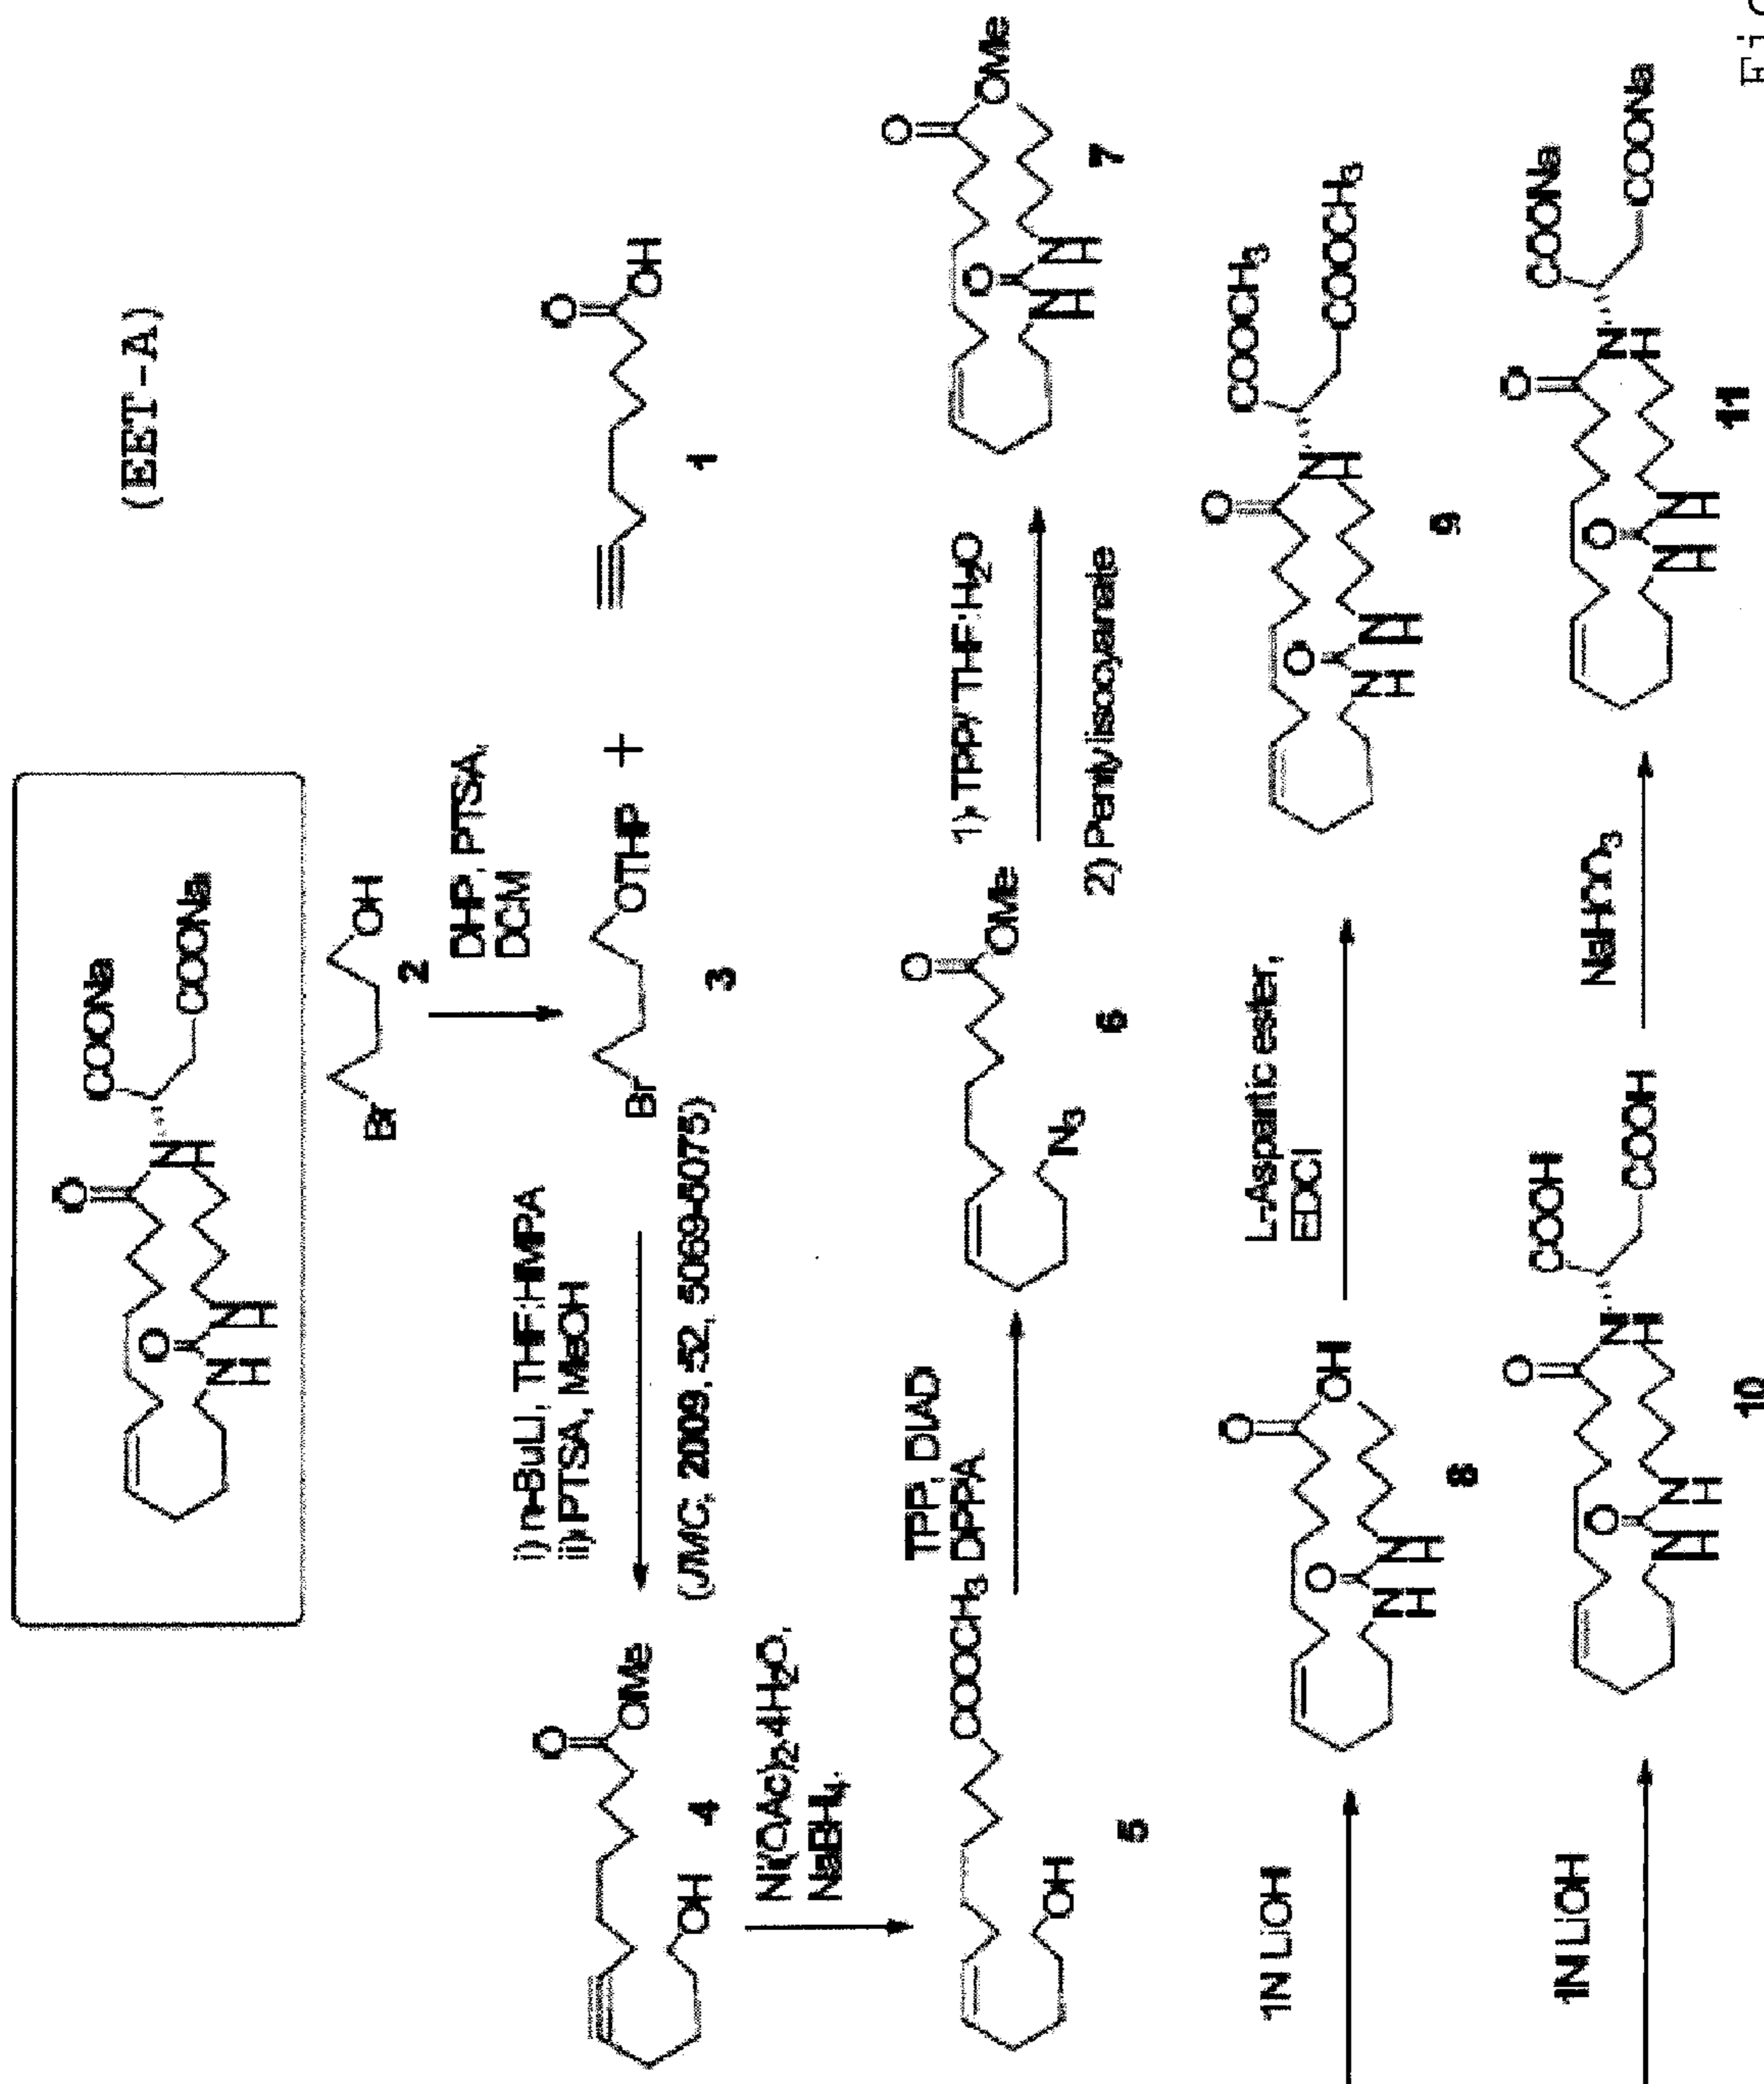 (EET-A)
O
COONa
N
H
COONa
O
N
H
N
H
Br
OH
2
DHP, PTSA,
DCM
Br
OTHP
+
3
O
OH
1
i) n-BuLi, THF:HMPA
ii) PTSA, MeOH
(JMC, 2009, 52, 5069-5075)
O
OMe
OH
4
Ni(OAc)2.4H2O,
NaBH4.
COOCH3
OH
5
TPP, DIAD
DPPA
O
OMe
N3
6
1) TPP/ THF:H2O
2) Pentyl isocyanate
O
OMe
O
N
H
N
H
7
1N LiOH
O
OH
O
N
H
N
H
8
L-Aspartic ester,
EDCI
O
COOCH3
N
H
COOCH3
O
N
H
N
H
9
1N LiOH
O
COOH
N
H
COOH
O
N
H
N
H
10
NaHCO3
O
COONa
N
H
COONa
O
N
H
N
H
11